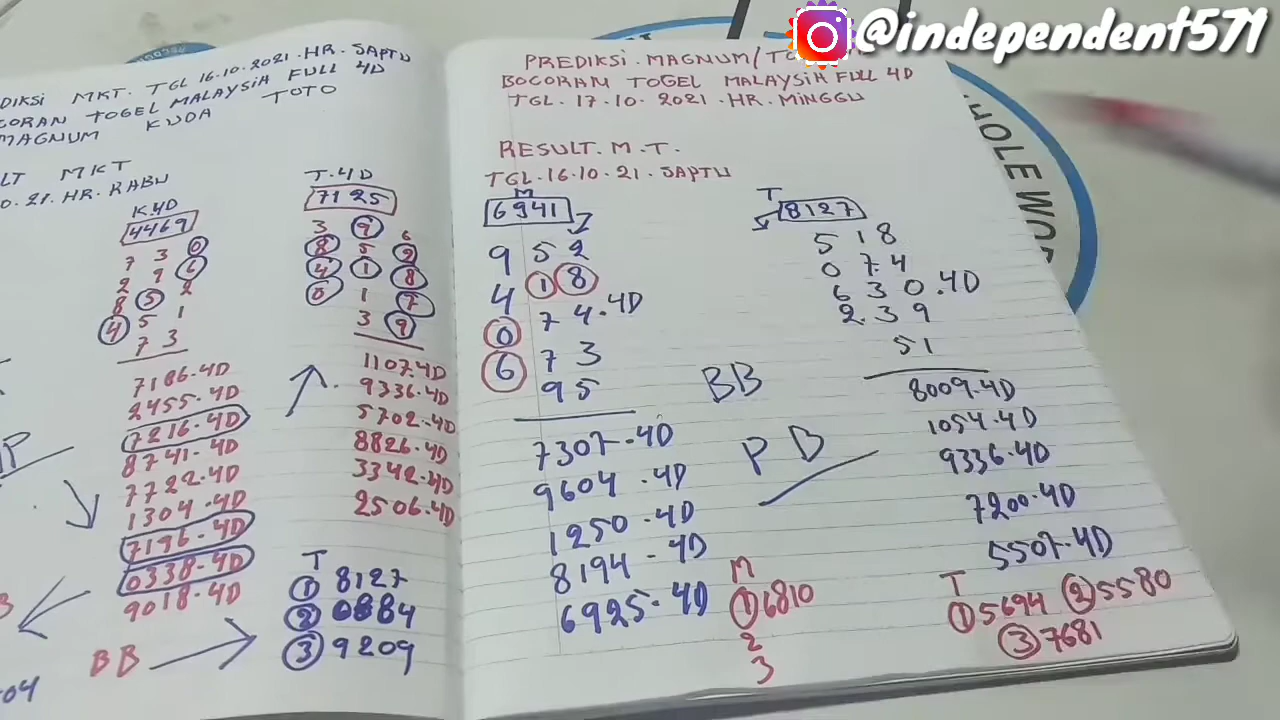 @independent571
DIKSI MKT. TGL 16.10.2021.HR.SAPTU
CORAN TOGEL MALAYSIA FULL 4D
MAGNUM KUDA TOTO
LT MKT
0.21.HR.RABU
K.4D
4469
7 3 0
2 9 6
8 5 2
4 5 1
7 3
7186.4D
2455.4D
7216.4D
8741.4D
7722.4D
1304.4D
7196.4D
0338.4D
9018.4D
BB
T.4D
7125
3 9 6
8 5 2
4 1 8
0 1 7
3 9
1107.4D
9336.4D
5702.4D
8826.4D
3342.4D
2506.4D
T
1 8127
2 0884
3 9209
PREDIKSI.MAGNUM/TO
BOCORAN TOGEL MALAYSIA FULL 4D
TGL.17.10.2021.HR.MINGGU
RESULT.M.T.
TGL.16.10.21.SAPTU
M
6941
9 5 2
4 1 8
0 7 4.4D
6 7 3
9 5
7307.4D
9604.4D
1250.4D
8194-4D
6925.4D
BB
PB
M
1 6810
2
3
T
8127
5 1 8
0 7 4
6 3 0.4D
2 3 9
5 1
8009.4D
1054.4D
9336.4D
7200.4D
5507.4D
T
1 5694 2 5580
3 7681
HOLE WO